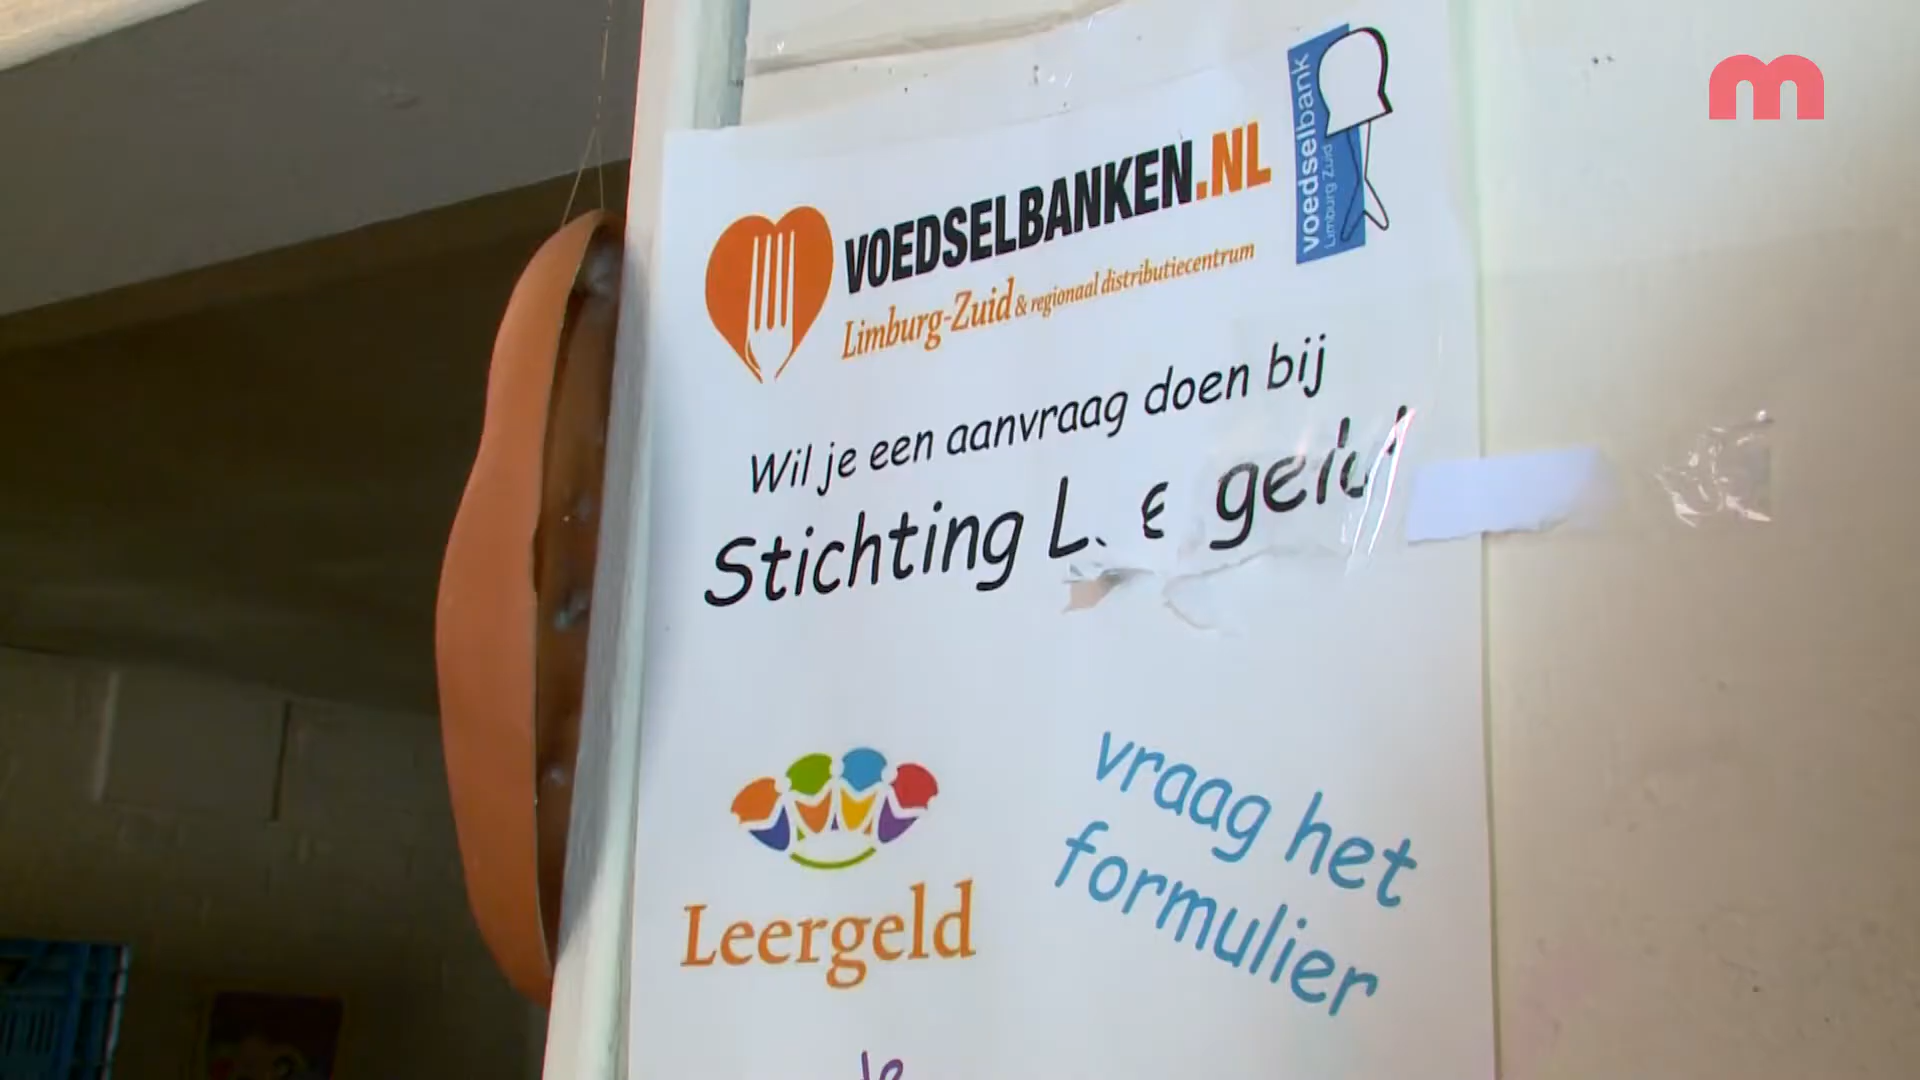 m
VOEDSELBANKEN.NL
Limburg-Zuid & regionaal distributiecentrum
voedselbank
Limburg Zuid
Wil je een aanvraag doen bij
Stichting L e geld
Leergeld
vraag het
formulier